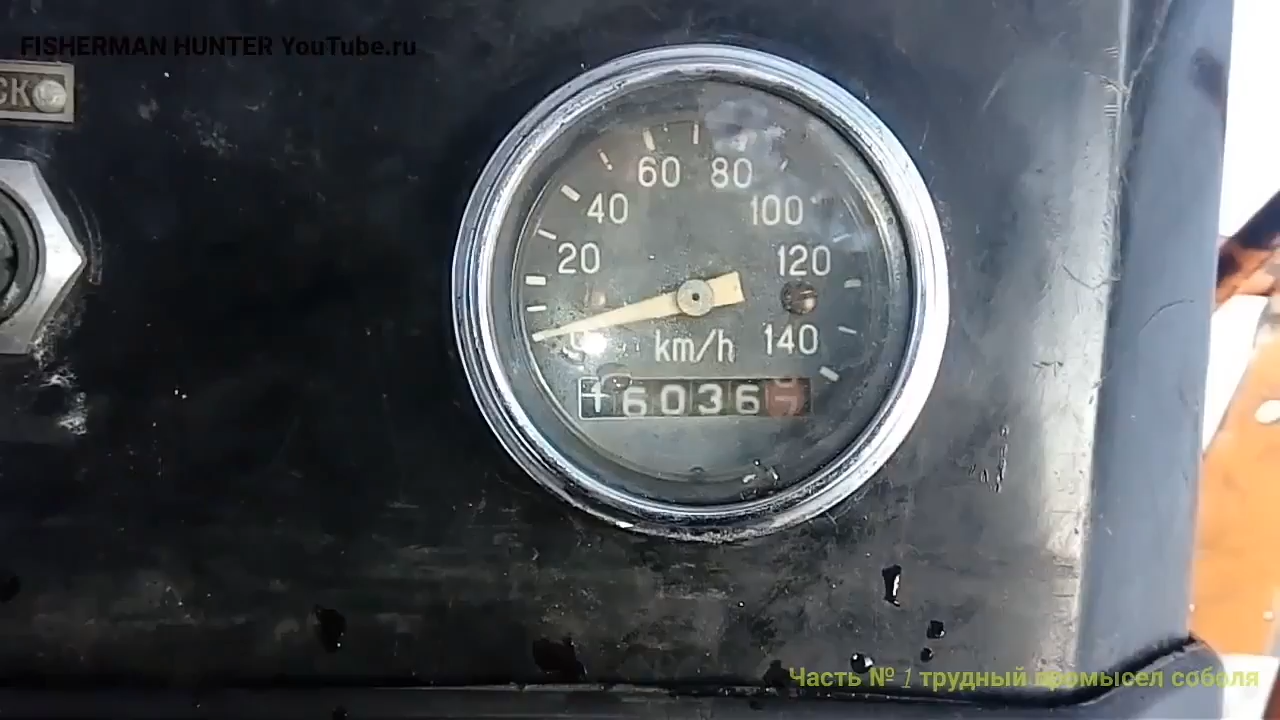 FISHERMAN HUNTER YouTube.ru
СК
60 80
40 100
20 120
km/h 140
6036
Часть № 1 трудный промысел соболя